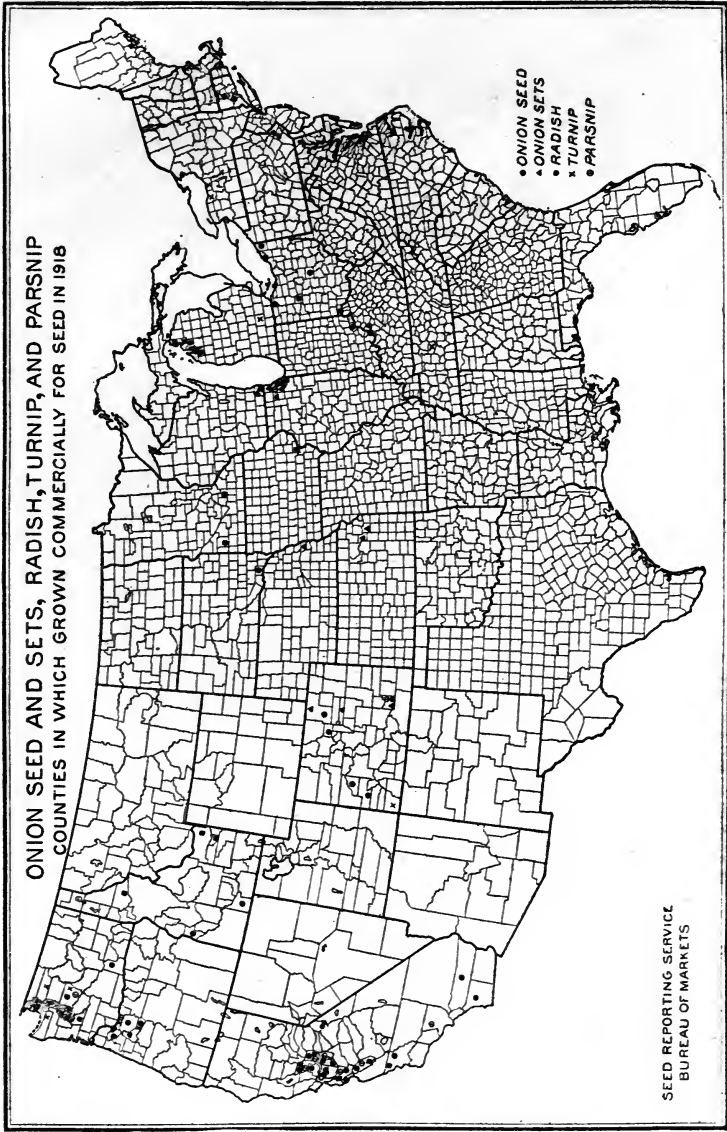 ONION SEED AND SETS, RADISH, TURNIP, AND PARSNIP
COUNTIES IN WHICH GROWN COMMERCIALLY FOR SEED IN 1918
ONION SEED
ONION SETS
RADISH
TURNIP
PARSNIP
SEED REPORTING SERVICE
BUREAU OF MARKETS